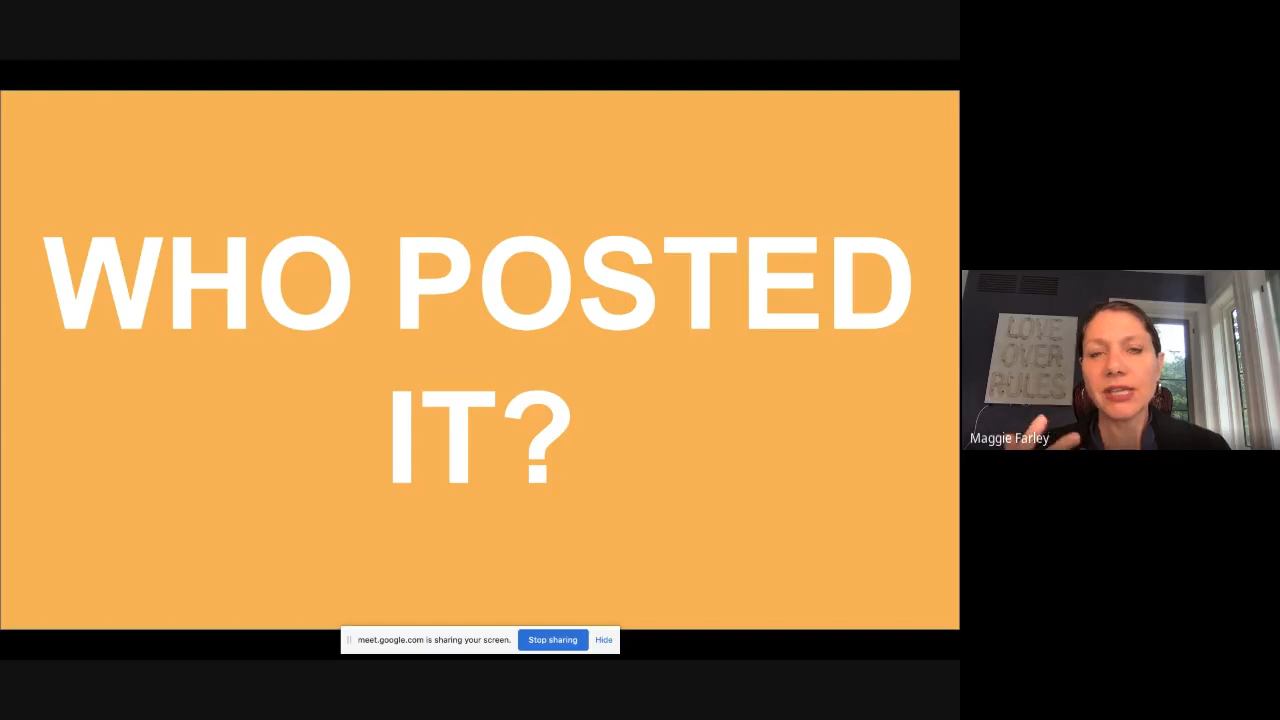 WHO POSTED
IT?
LOVE
OVER
RULES
Maggie Farley
meet.google.com is sharing your screen. Stop sharing Hide